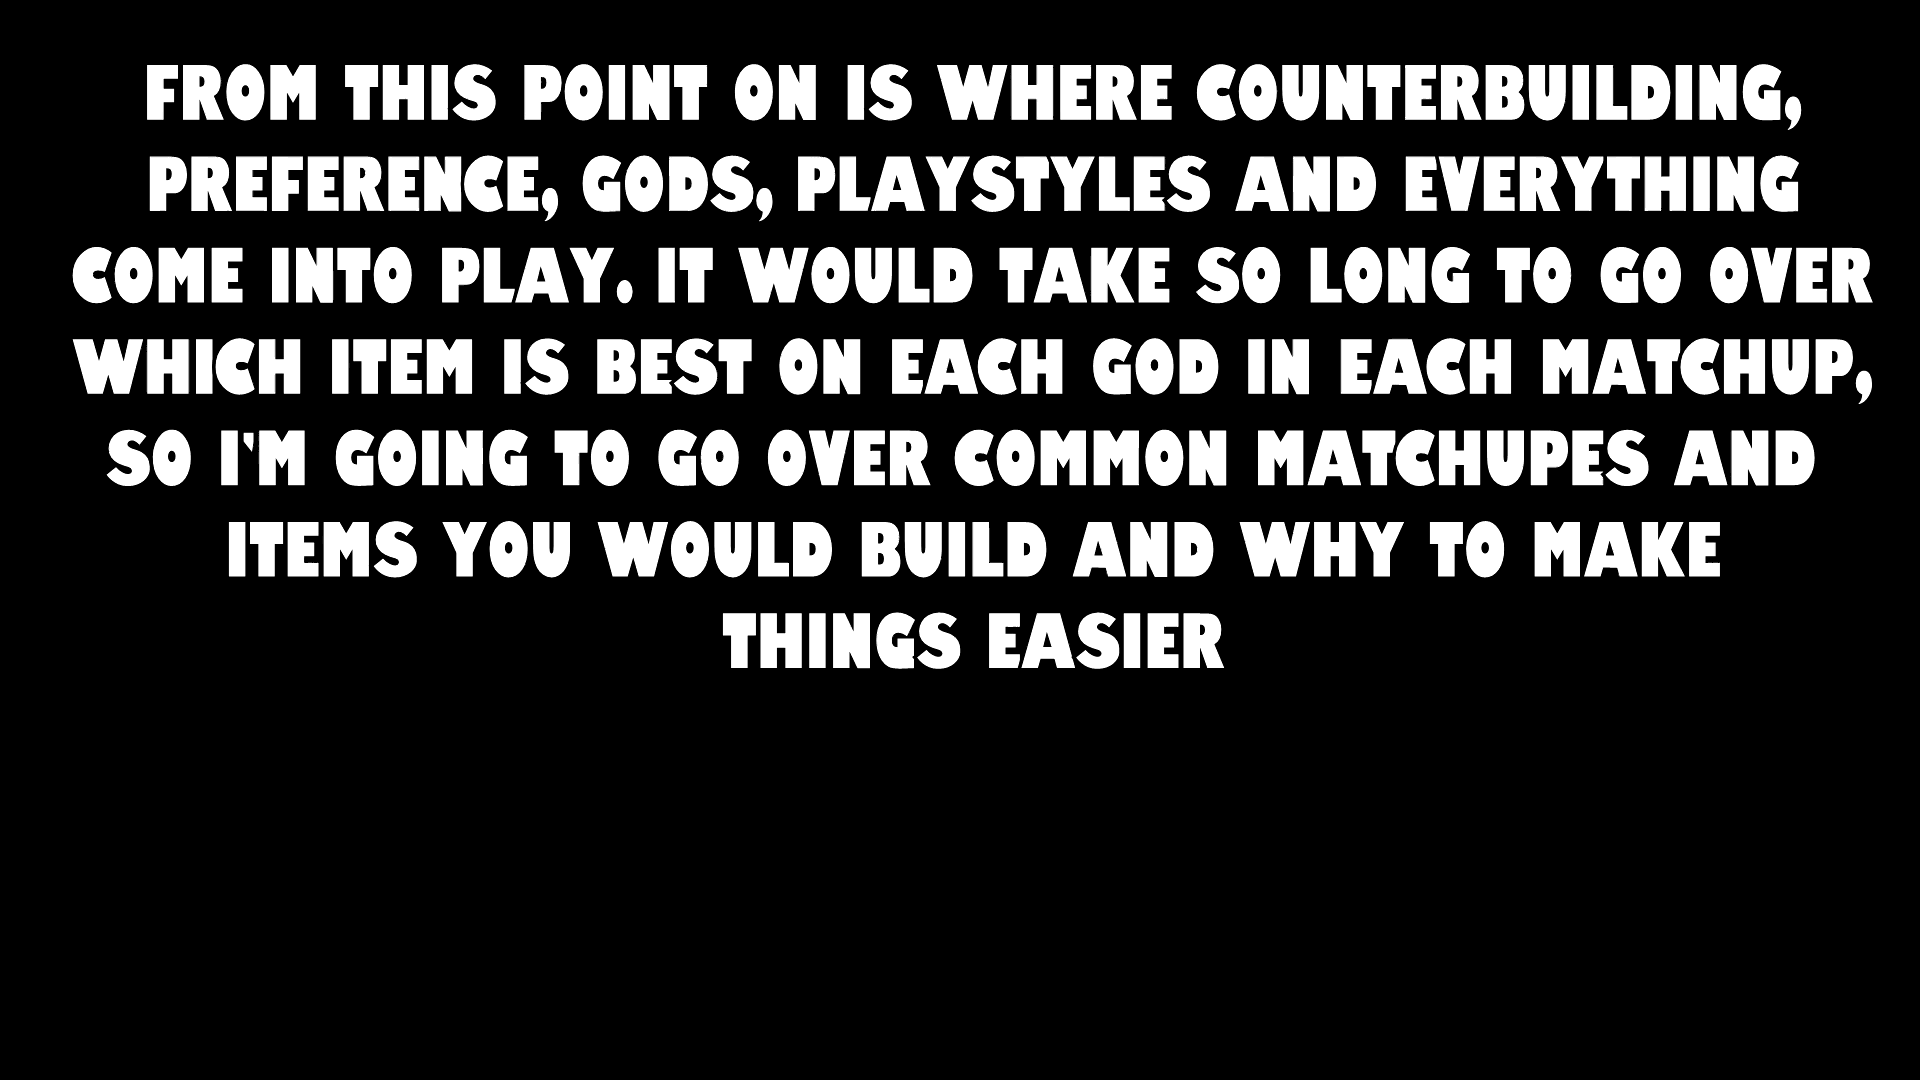 FROM THIS POINT ON IS WHERE COUNTERBUILDING,
PREFERENCE, GODS, PLAYSTYLES AND EVERYTHING
COME INTO PLAY. IT WOULD TAKE SO LONG TO GO OVER
WHICH ITEM IS BEST ON EACH GOD IN EACH MATCHUP,
SO I'M GOING TO GO OVER COMMON MATCHUPES AND
ITEMS YOU WOULD BUILD AND WHY TO MAKE
THINGS EASIER